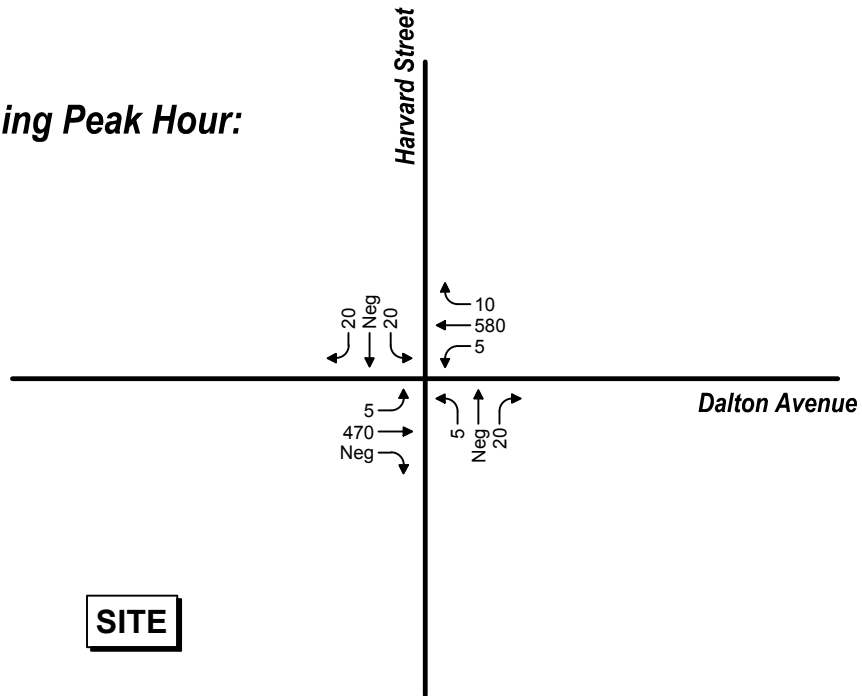 Harvard Street
ing Peak Hour:
20
Neg
20
10
580
5
Dalton Avenue
5
470
Neg
5
Neg
20
SITE